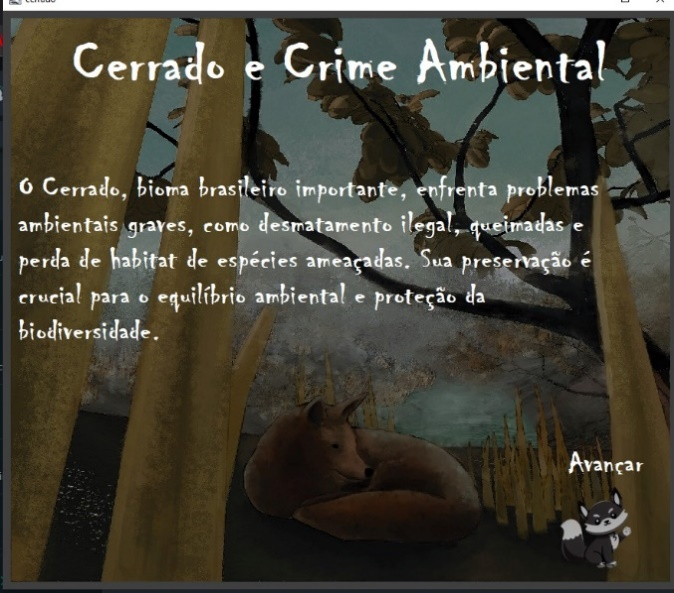 Cerrado e Crime Ambiental
O Cerrado, bioma brasileiro importante, enfrenta problemas
ambientais graves, como desmatamento ilegal, queimadas e
perda de habitat de espécies ameaçadas. Sua preservação é
crucial para o equilíbrio ambiental e proteção da
biodiversidade.
Avançar